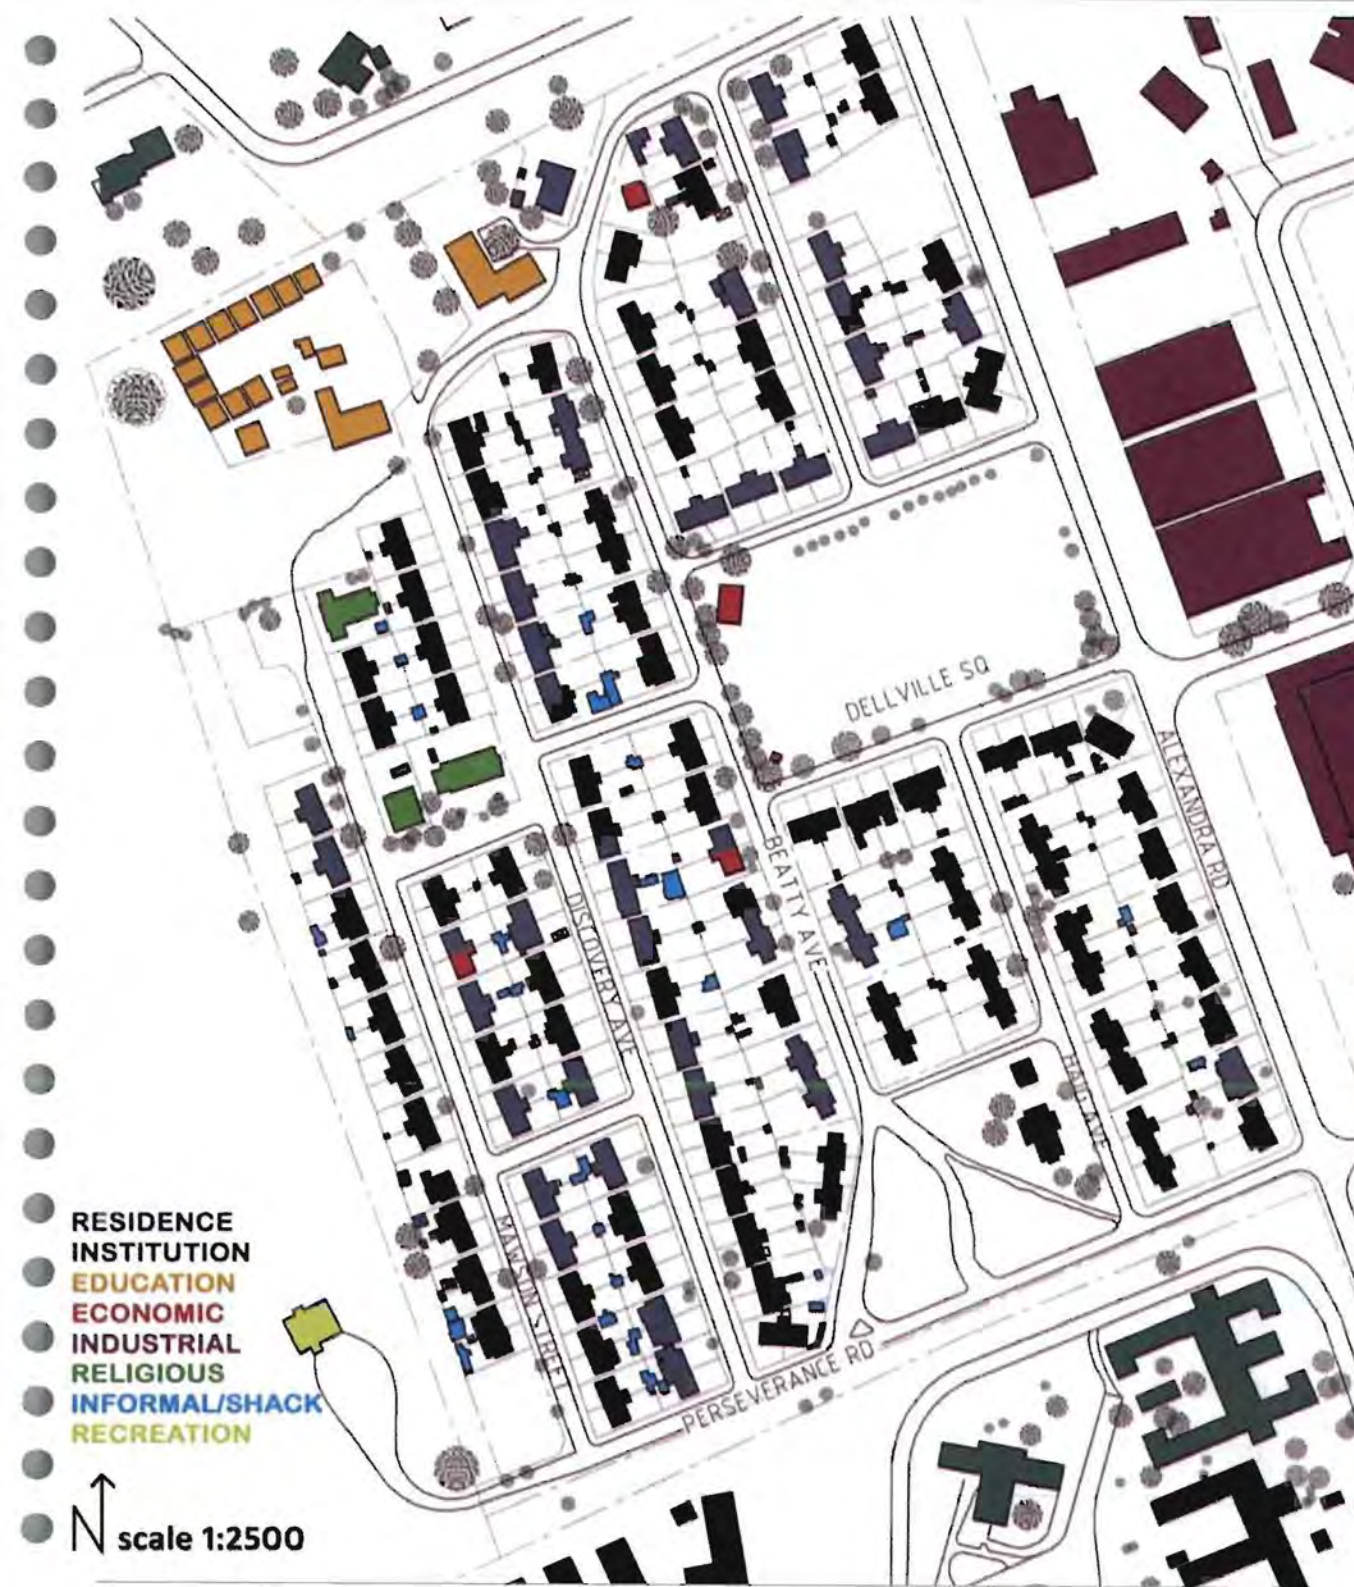 DELLVILLE SQ
ALEXANDRA RD
BEATTY AVE
DISCOVERY AVE
MAWSON STREET
PERSEVERANCE RD
RESIDENCE
INSTITUTION
EDUCATION
ECONOMIC
INDUSTRIAL
RELIGIOUS
INFORMAL/SHACK
RECREATION
N scale 1:2500